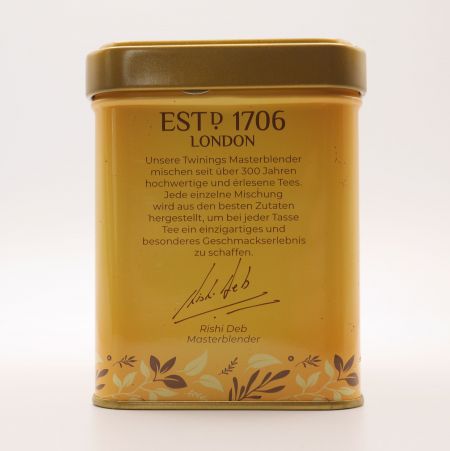 ESTD 1706
LONDON
Unsere Twinings Masterblender
mischen seit über 300 Jahren
hochwertige und erlesene Tees.
Jede einzelne Mischung
wird aus den besten Zutaten
hergestellt, um bei jeder Tasse
Tee ein einzigartiges und
besonderes Geschmackserlebnis
zu schaffen.
Rishi Deb
Rishi Deb
Masterblender